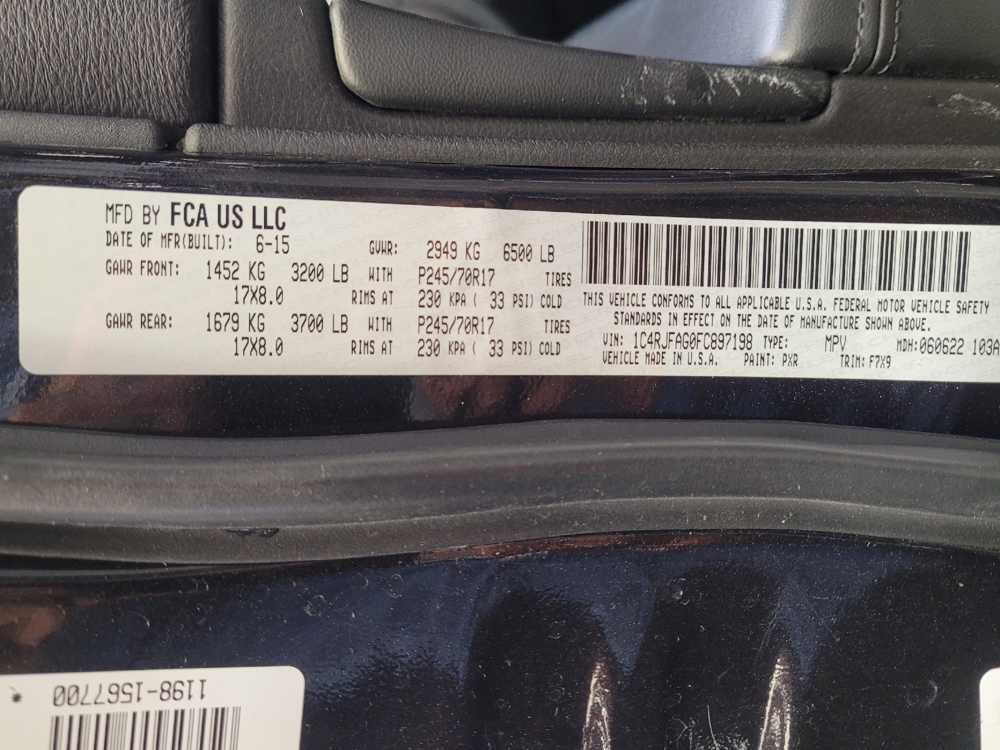 MFD BY FCA US LLC
DATE OF MFR(BUILT): 6-15 GVWR: 2949 KG 6500 LB
GAWR FRONT: 1452 KG 3200 LB WITH P245/70R17 TIRES
17X8.0 RIMS AT 230 KPA ( 33 PSI) COLD
GAWR REAR: 1679 KG 3700 LB WITH P245/70R17 TIRES
17X8.0 RIMS AT 230 KPA ( 33 PSI) COLD
THIS VEHICLE CONFORMS TO ALL APPLICABLE U.S.A. FEDERAL MOTOR VEHICLE SAFETY
STANDARDS IN EFFECT ON THE DATE OF MANUFACTURE SHOWN ABOVE.
VIN: 1C4RJFAG0FC897198 TYPE: MPV MDH:060622 103A
VEHICLE MADE IN U.S.A. PAINT: PXR TRIM: F7X9
1198-1567700